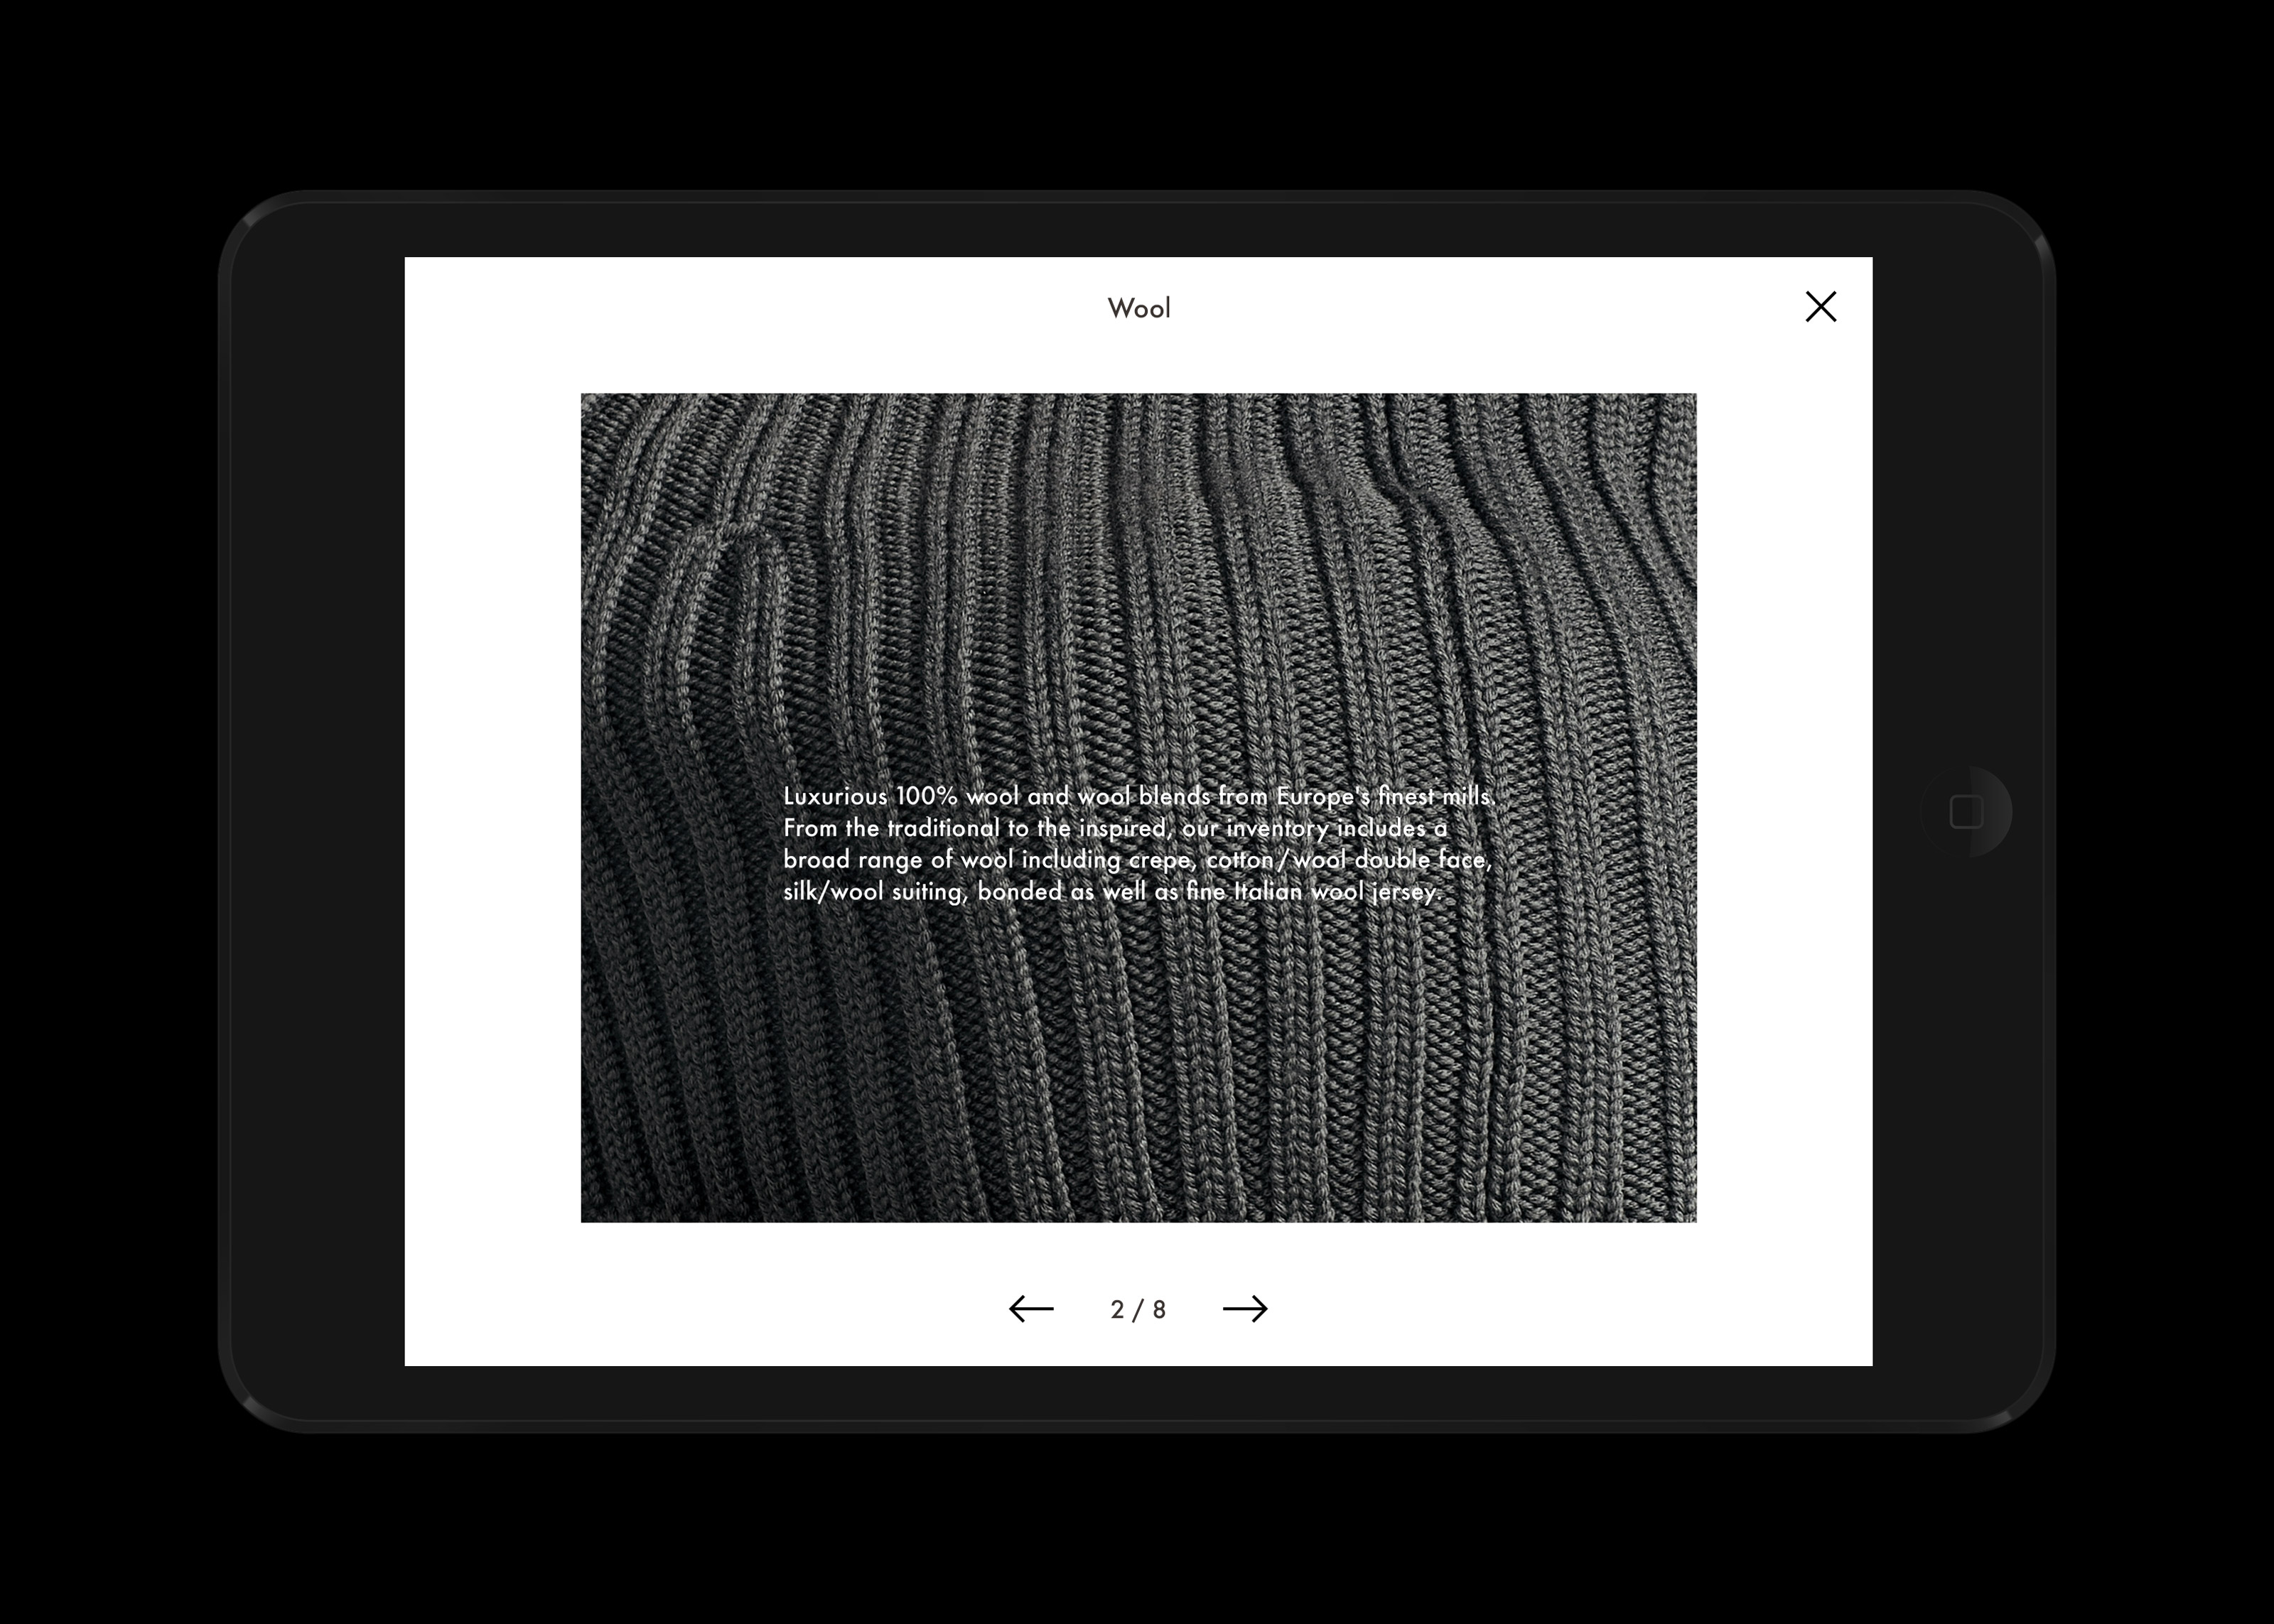 Wool
Luxurious 100% wool and wool blends from Europe's finest mills.
From the traditional to the inspired, our inventory includes a
broad range of wool including crepe, cotton/wool double face,
silk/wool suiting, bonded as well as fine Italian wool jersey.
2 / 8